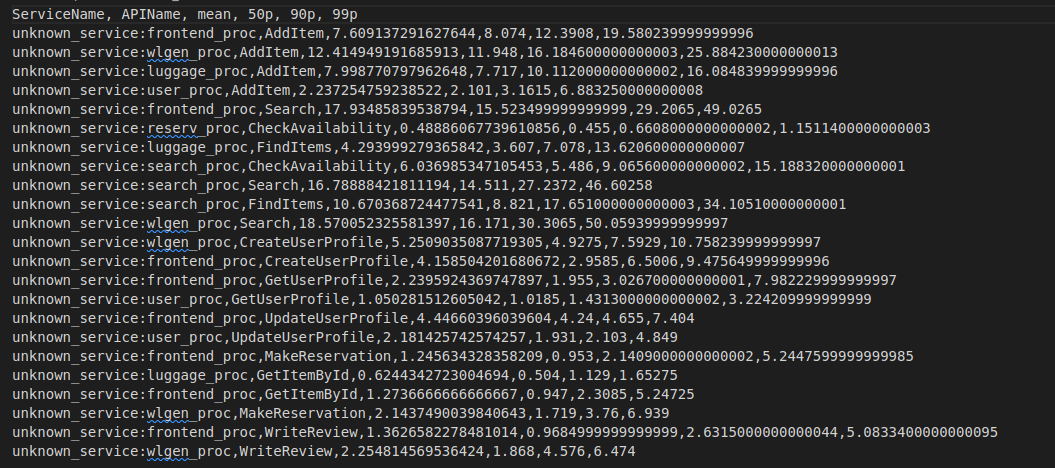 ServiceName, APIName, mean, 50p, 90p, 99p
unknown_service:frontend_proc,AddItem,7.609137291627644,8.074,12.3908,19.580239999999996
unknown_service:wlgen_proc,AddItem,12.414949191685913,11.948,16.184600000000003,25.884230000000013
unknown_service:luggage_proc,AddItem,7.998770797962648,7.717,10.112000000000002,16.084839999999996
unknown_service:user_proc,AddItem,2.237254759238522,2.101,3.1615,6.883250000000008
unknown_service:frontend_proc,Search,17.93485839538794,15.523499999999999,29.2065,49.0265
unknown_service:reserv_proc,CheckAvailability,0.48886067739610856,0.455,0.6608000000000002,1.1511400000000003
unknown_service:luggage_proc,FindItems,4.293999279365842,3.607,7.078,13.620600000000007
unknown_service:search_proc,CheckAvailability,6.036985347105453,5.486,9.065600000000002,15.188320000000001
unknown_service:search_proc,Search,16.78888421811194,14.511,27.2372,46.60258
unknown_service:search_proc,FindItems,10.670368724477541,8.821,17.651000000000003,34.10510000000001
unknown_service:wlgen_proc,Search,18.570052325581397,16.171,30.3065,50.05939999999997
unknown_service:wlgen_proc,CreateUserProfile,5.2509035087719305,4.9275,7.5929,10.758239999999997
unknown_service:frontend_proc,CreateUserProfile,4.158504201680672,2.9585,6.5006,9.475649999999996
unknown_service:frontend_proc,GetUserProfile,2.2395924369747897,1.955,3.0267000000000001,7.982229999999997
unknown_service:user_proc,GetUserProfile,1.050281512605042,1.0185,1.4313000000000002,3.224209999999999
unknown_service:frontend_proc,UpdateUserProfile,4.44660396039604,4.24,4.655,7.404
unknown_service:user_proc,UpdateUserProfile,2.181425742574257,1.931,2.103,4.849
unknown_service:frontend_proc,MakeReservation,1.245634328358209,0.953,2.1409000000000002,5.2447599999999985
unknown_service:luggage_proc,GetItemById,0.6244342723004694,0.504,1.129,1.65275
unknown_service:frontend_proc,GetItemById,1.2736666666666667,0.947,2.3085,5.24725
unknown_service:wlgen_proc,MakeReservation,2.1437490039840643,1.719,3.76,6.939
unknown_service:frontend_proc,WriteReview,1.3626582278481014,0.9684999999999999,2.6315000000000044,5.0833400000000095
unknown_service:wlgen_proc,WriteReview,2.254814569536424,1.868,4.576,6.474